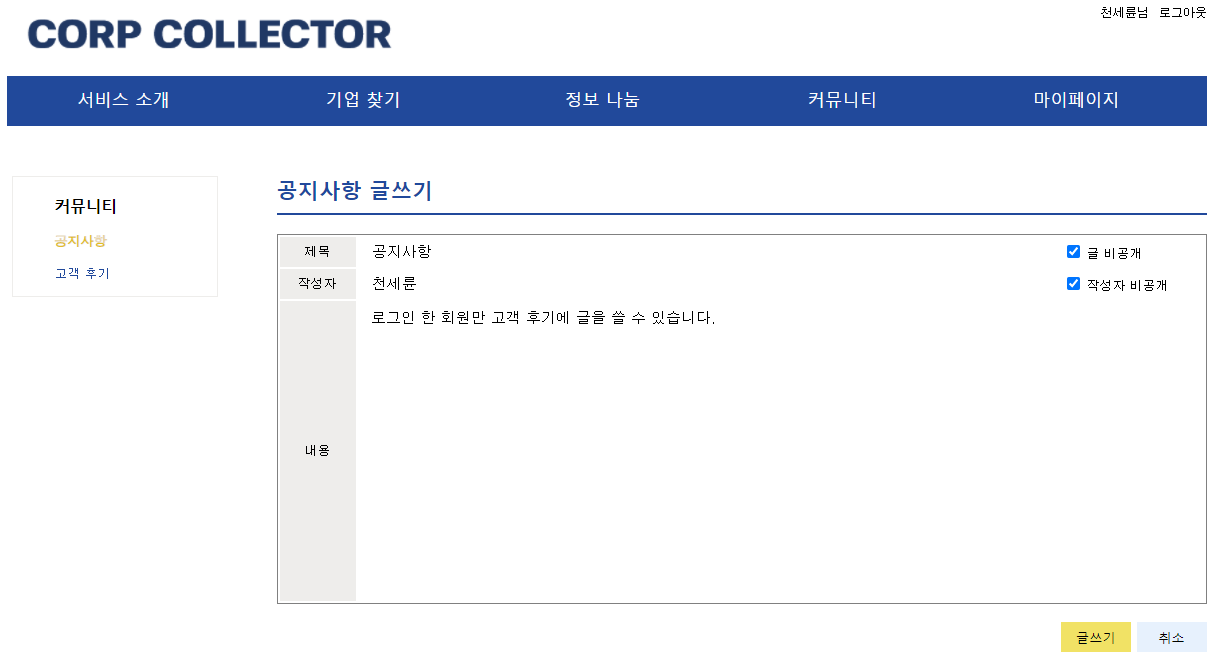 천세륜님 로그아웃
CORP COLLECTOR
서비스 소개 기업 찾기 정보 나눔 커뮤니티 마이페이지
커뮤니티
공지사항
고객 후기
공지사항 글쓰기
제목 공지사항 글 비공개
작성자 천세륜 작성자 비공개
내용 로그인 한 회원만 고객 후기에 글을 쓸 수 있습니다.
글쓰기 취소